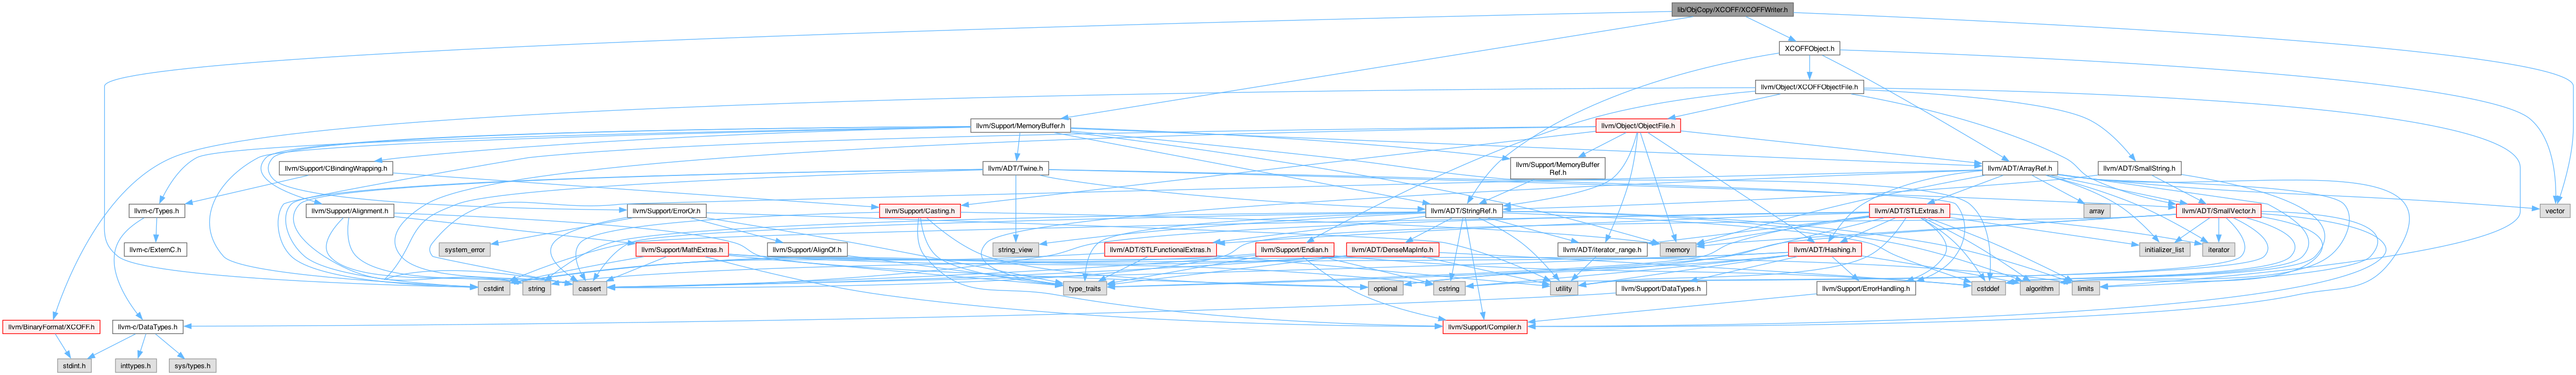 lib/ObjCopy/XCOFF/XCOFFWriter.h
XCOFFObject.h
llvm/Object/XCOFFObjectFile.h
llvm/Support/MemoryBuffer.h
llvm/Object/ObjectFile.h
llvm/Support/CBindingWrapping.h
llvm/ADT/Twine.h
llvm/Support/MemoryBuffer
Ref.h
llvm/ADT/ArrayRef.h
llvm/ADT/SmallString.h
llvm-c/Types.h
llvm/Support/Alignment.h
llvm/Support/ErrorOr.h
llvm/Support/Casting.h
llvm/ADT/StringRef.h
llvm/ADT/STLExtras.h
array
llvm/ADT/SmallVector.h
vector
llvm-c/ExternC.h
system_error
llvm/Support/MathExtras.h
llvm/Support/AlignOf.h
string_view
llvm/ADT/STLFunctionalExtras.h
llvm/Support/Endian.h
llvm/ADT/DenseMapInfo.h
llvm/ADT/iterator_range.h
memory
llvm/ADT/Hashing.h
initializer_list
iterator
cstdint
string
cassert
type_traits
optional
cstring
utility
llvm/Support/DataTypes.h
llvm/Support/ErrorHandling.h
cstddef
algorithm
limits
llvm/BinaryFormat/XCOFF.h
llvm-c/DataTypes.h
llvm/Support/Compiler.h
stdint.h
inttypes.h
sys/types.h